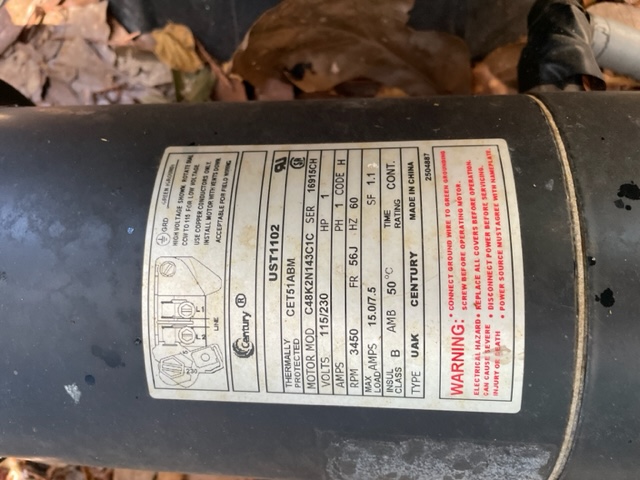 GRD
HIGH VOLTAGE SHOWN, ROTATE DIAL
CCW TO 115 FOR LOW VOLTAGE
USE COPPER CONDUCTORS ONLY.
INSTALL MOTOR WITH VENTS DOWN
ACCEPTABLE FOR FIELD WIRING
L1
L2
LINE
230
Century ®
UST1102
THERMALLY PROTECTED CET51ABM
MOTOR MOD C48K2N143C1C SER 16915CH
VOLTS 115/230 HP 1
AMPS PH 1 CODE H
RPM 3450 FR 56J HZ 60
MAX LOAD AMPS 15.0/7.5 SF 1.1
INSUL CLASS B AMB 50 °C TIME RATING CONT.
TYPE UAK CENTURY MADE IN CHINA
2504887
WARNING: • CONNECT GROUND WIRE TO GREEN GROUNDING
SCREW BEFORE OPERATING MOTOR.
ELECTRICAL HAZARD • REPLACE ALL COVERS BEFORE OPERATING.
CAN CAUSE SEVERE • DISCONNECT POWER BEFORE SERVICING.
INJURY OR DEATH • POWER SOURCE MUST AGREE WITH NAMEPLATE.